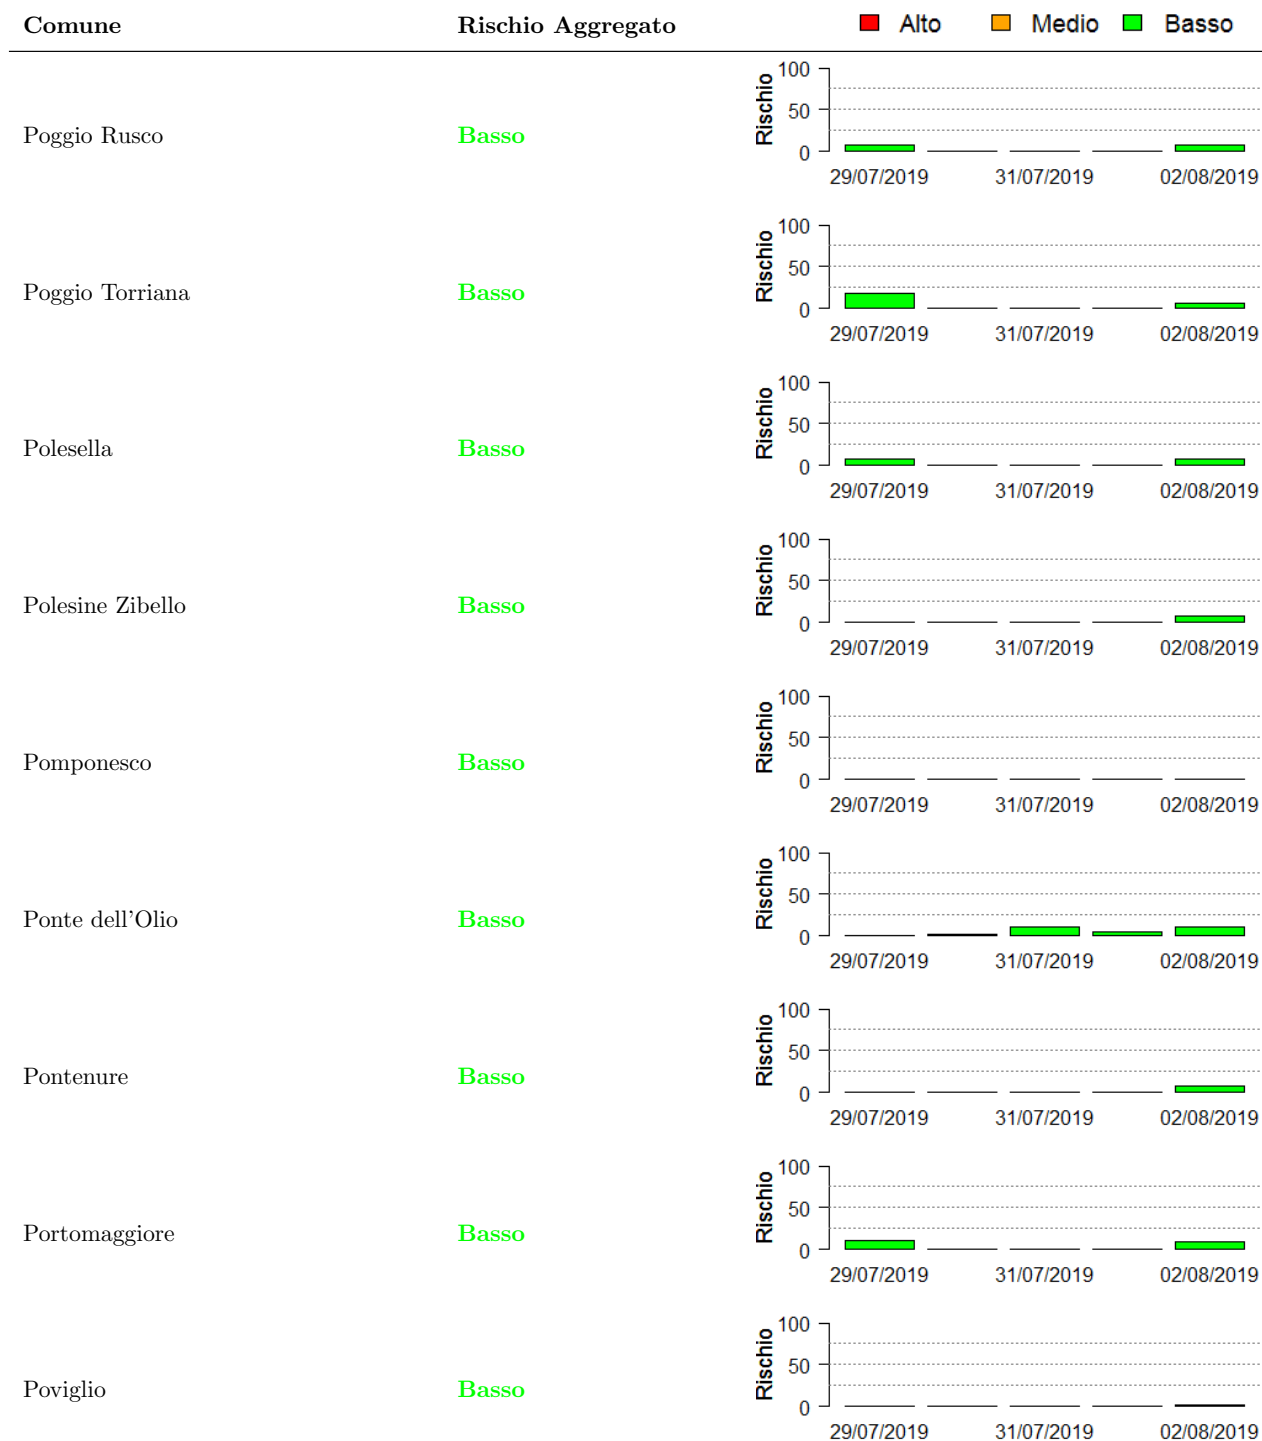 Comune Rischio Aggregato Alto Medio Basso
Poggio Rusco Basso
Rischio
100
50
0
29/07/2019 31/07/2019 02/08/2019
Poggio Torriana Basso
Rischio
100
50
0
29/07/2019 31/07/2019 02/08/2019
Polesella Basso
Rischio
100
50
0
29/07/2019 31/07/2019 02/08/2019
Polesine Zibello Basso
Rischio
100
50
0
29/07/2019 31/07/2019 02/08/2019
Pomponesco Basso
Rischio
100
50
0
29/07/2019 31/07/2019 02/08/2019
Ponte dell'Olio Basso
Rischio
100
50
0
29/07/2019 31/07/2019 02/08/2019
Pontenure Basso
Rischio
100
50
0
29/07/2019 31/07/2019 02/08/2019
Portomaggiore Basso
Rischio
100
50
0
29/07/2019 31/07/2019 02/08/2019
Poviglio Basso
Rischio
100
50
0
29/07/2019 31/07/2019 02/08/2019